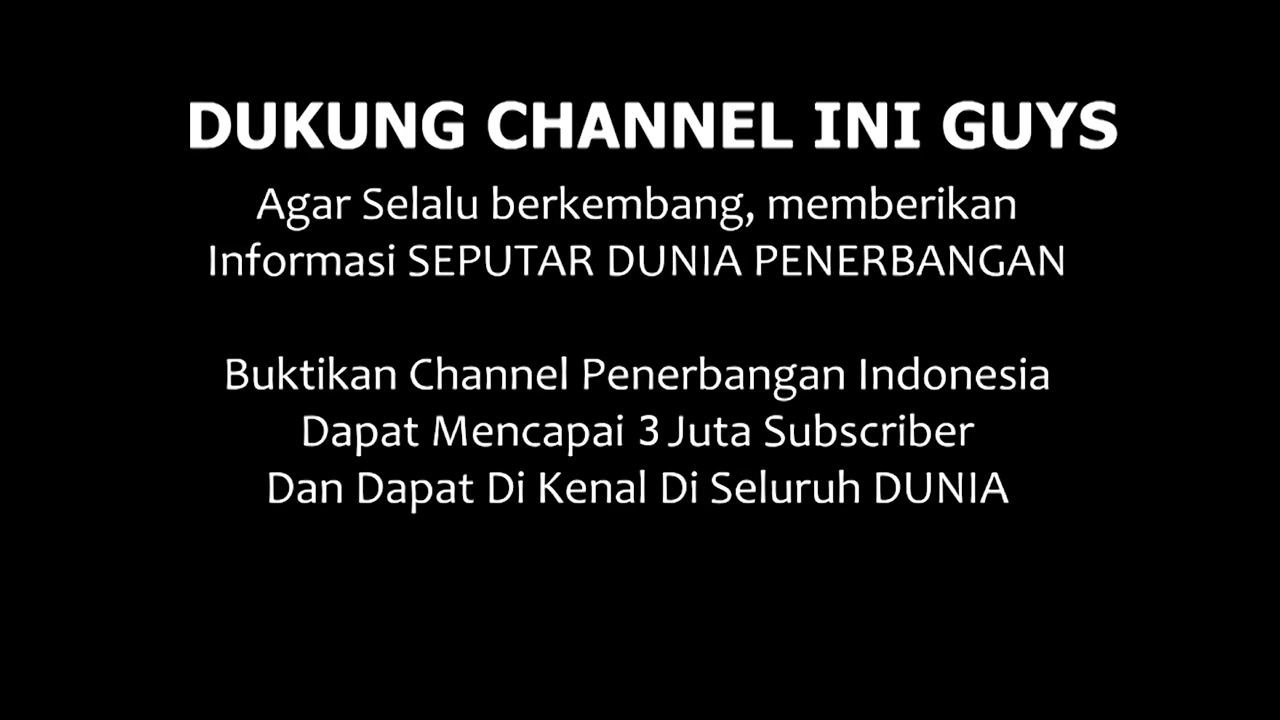 DUKUNG CHANNEL INI GUYS
Agar Selalu berkembang, memberikan
Informasi SEPUTAR DUNIA PENERBANGAN
Buktikan Channel Penerbangan Indonesia
Dapat Mencapai 3 Juta Subscriber
Dan Dapat Di Kenal Di Seluruh DUNIA